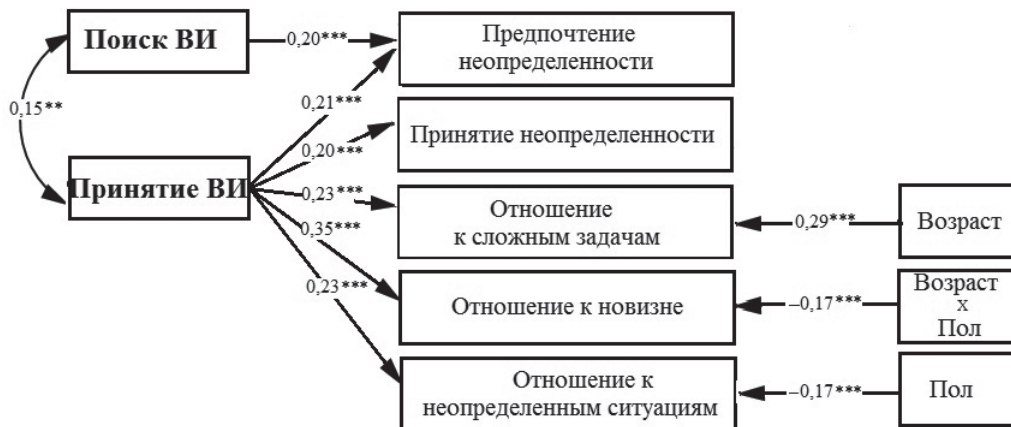 Поиск ВИ
0,20***
Предпочтение
неопределенности
0,15**
0,21***
Принятие неопределенности
0,20***
Принятие ВИ
0,23***
Отношение
к сложным задачам
0,29***
Возраст
0,35***
Отношение к новизне
–0,17***
Возраст
х
Пол
0,23***
Отношение к
неопределенным ситуациям
–0,17***
Пол